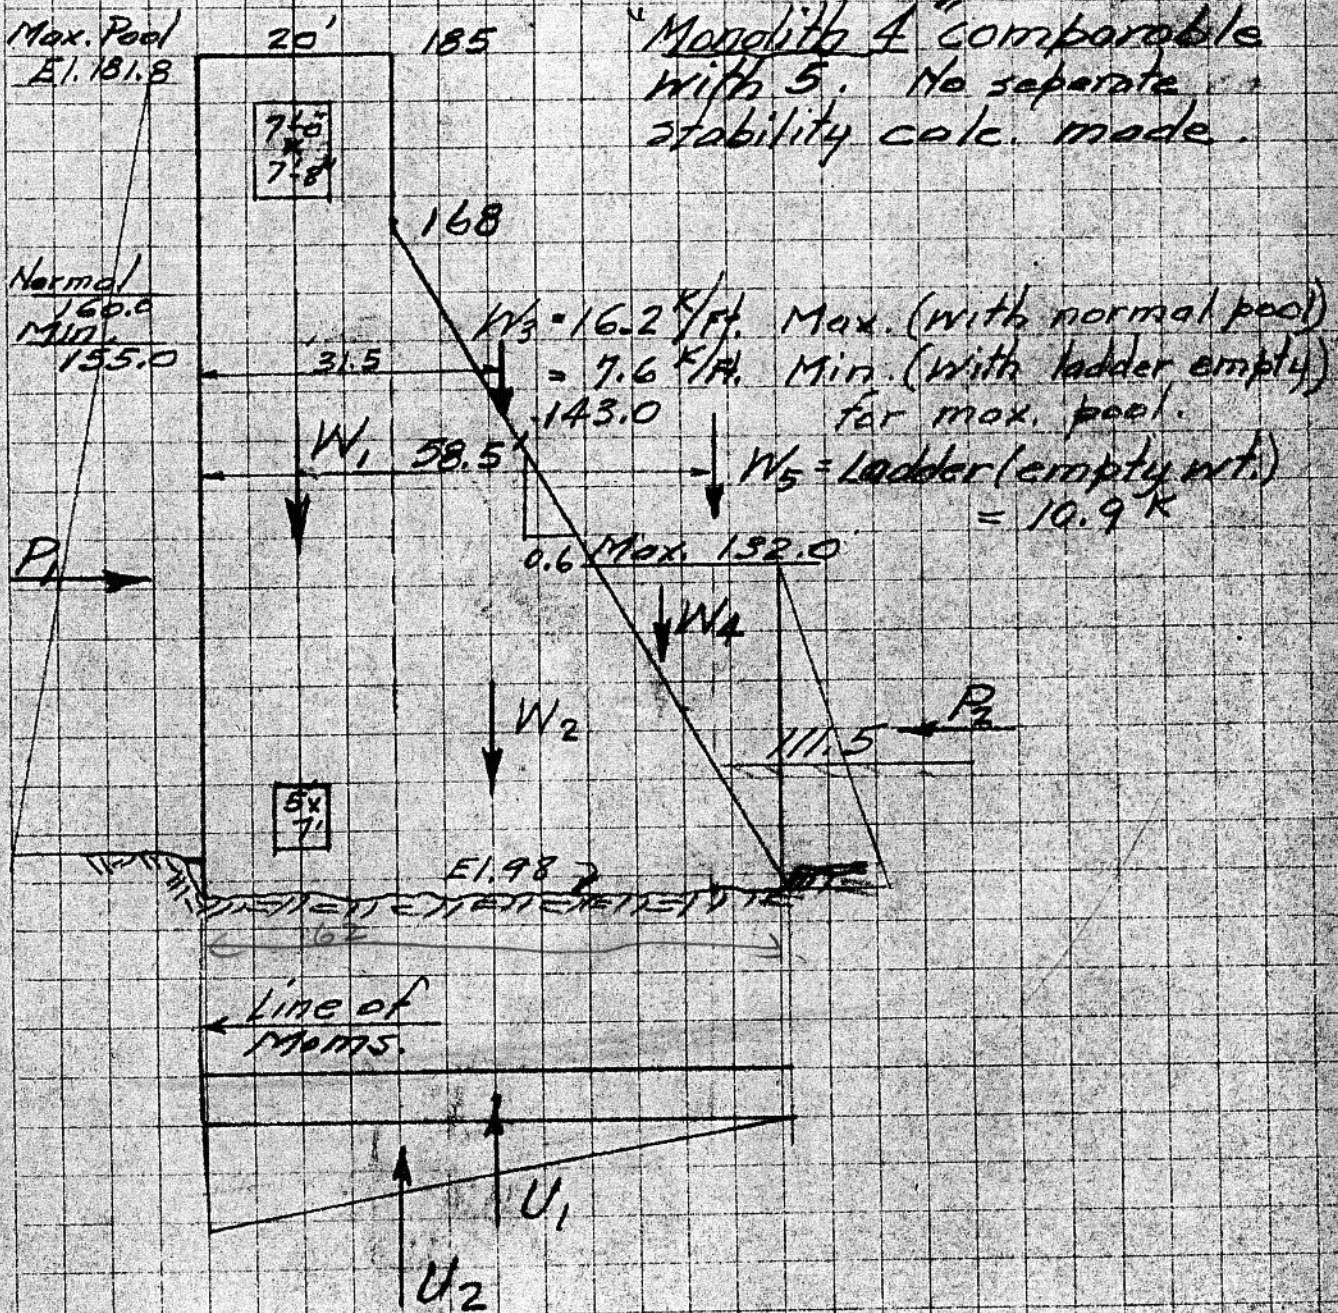 Max. Pool
El. 181.8
20'
185
"Monolith 4" comparable
with 5. No separate
stability calc. made.
7'-0"
x
7'-8"
168
Normal
160.0
Min.
155.0
W3 = 16.2 K/Ft. Max. (with normal pool)
= 7.6 K/Ft. Min. (with ladder empty)
for max. pool.
31.5
143.0
W1
58.5
W5 = Ladder (empty wt.)
= 10.9 K
P1
0.6
Max. 132.0
W4
W2
P2
111.5
5x
7'
El. 98
62
Line of
Moms.
U1
U2